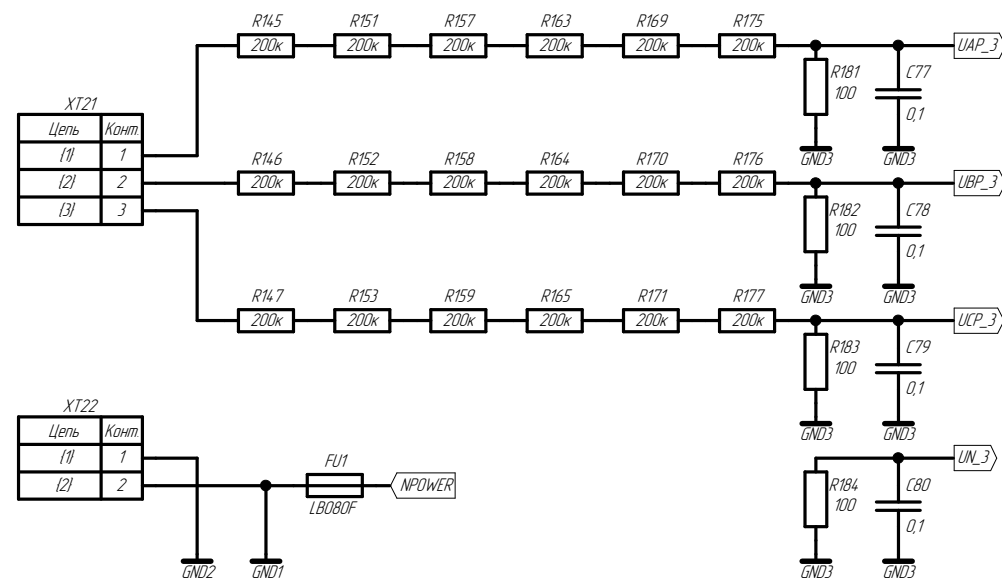 R145 R151 R157 R163 R169 R175
200к 200к 200к 200к 200к 200к
UAP_3
R181
100
C77
0,1
GND3 GND3
XT21
Цепь Конт.
{1} 1
{2} 2
{3} 3
R146 R152 R158 R164 R170 R176
200к 200к 200к 200к 200к 200к
UBP_3
R182
100
C78
0,1
GND3 GND3
R147 R153 R159 R165 R171 R177
200к 200к 200к 200к 200к 200к
UCP_3
R183
100
C79
0,1
GND3 GND3
XT22
Цепь Конт.
{1} 1
{2} 2
FU1
LB080F
NPOWER
GND2 GND1
UN_3
R184
100
C80
0,1
GND3 GND3